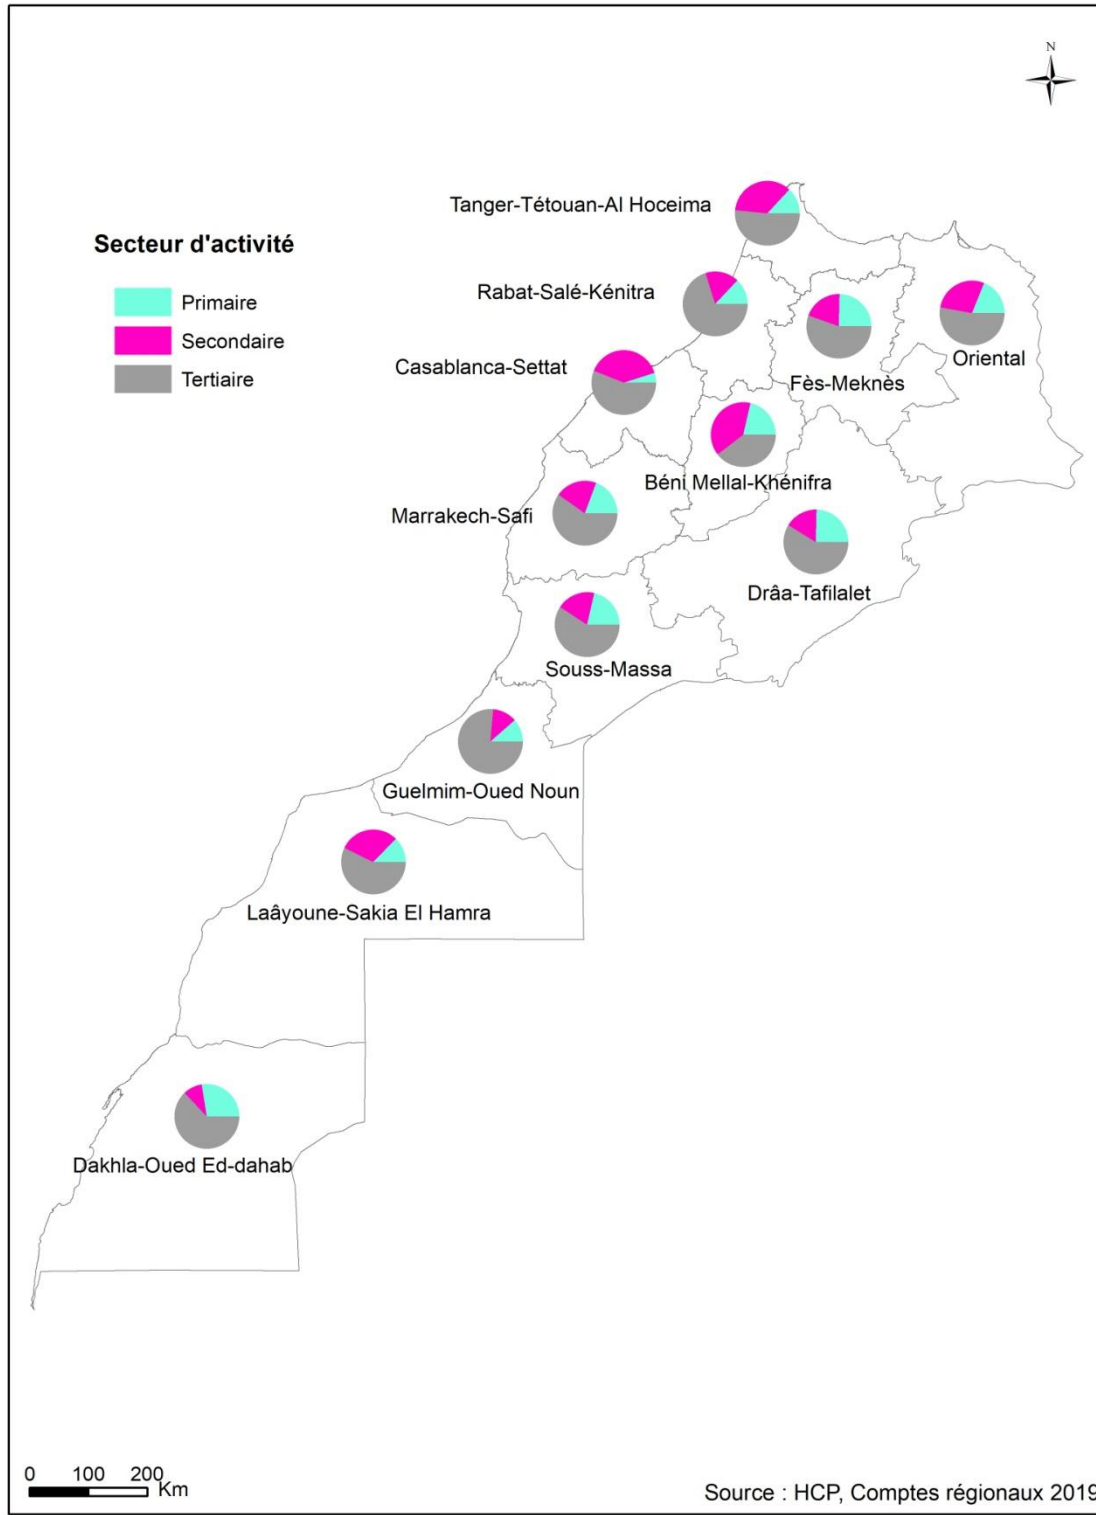 N
Tanger-Tétouan-Al Hoceima
Secteur d'activité
Primaire
Secondaire
Tertiaire
Rabat-Salé-Kénitra
Oriental
Casablanca-Settat
Fès-Meknès
Béni Mellal-Khénifra
Marrakech-Safi
Drâa-Tafilalet
Souss-Massa
Guelmim-Oued Noun
Laâyoune-Sakia El Hamra
Dakhla-Oued Ed-dahab
0 100 200
Km
Source : HCP, Comptes régionaux 2019